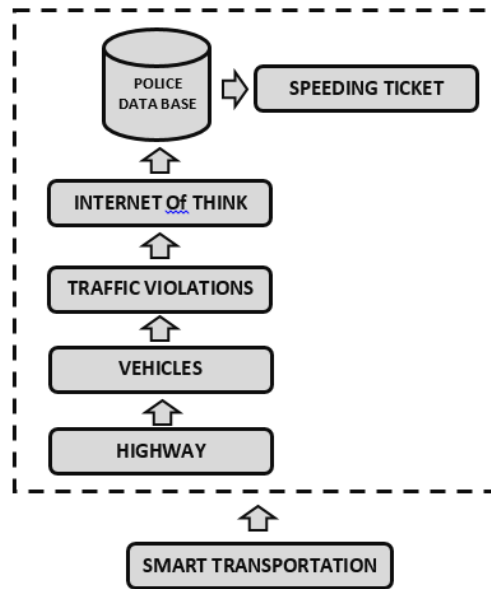 POLICE
DATA BASE
SPEEDING TICKET
INTERNET Of THINK
TRAFFIC VIOLATIONS
VEHICLES
HIGHWAY
SMART TRANSPORTATION